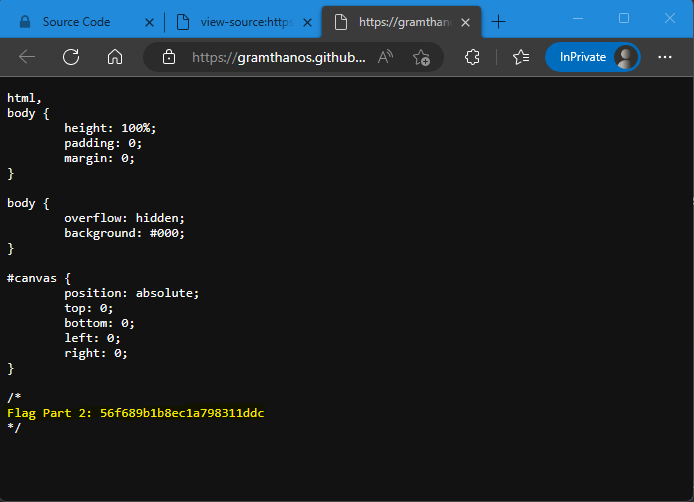 Source Code
view-source:https
https://gramthano
https://gramthanos.github....
InPrivate
html,
body {
height: 100%;
padding: 0;
margin: 0;
}
body {
overflow: hidden;
background: #000;
}
#canvas {
position: absolute;
top: 0;
bottom: 0;
left: 0;
right: 0;
}
/*
Flag Part 2: 56f689b1b8ec1a798311ddc
*/